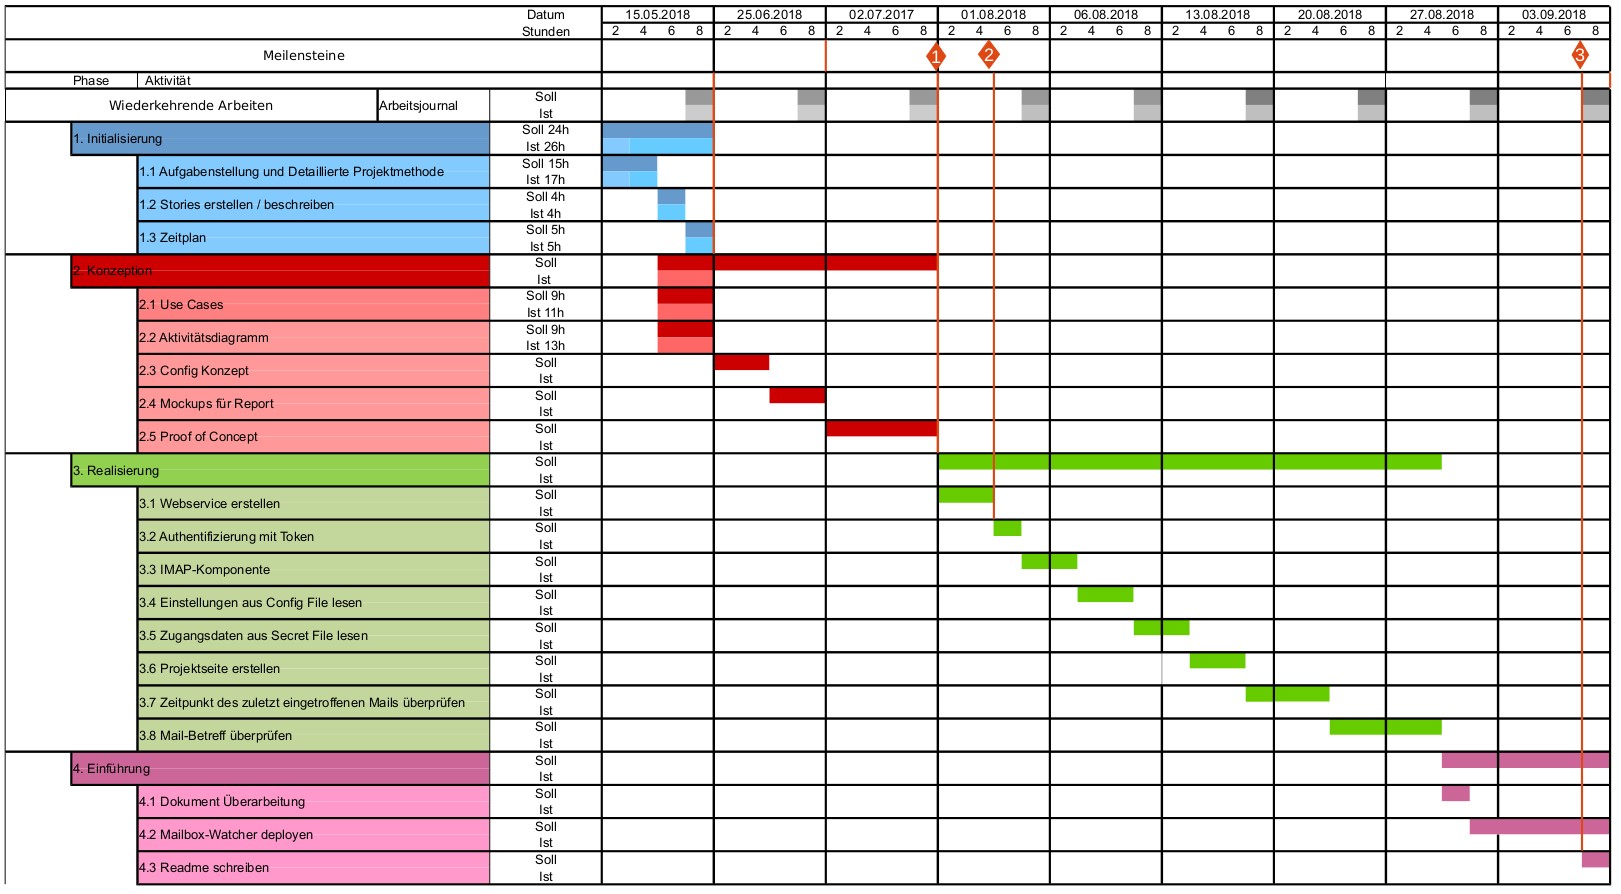 Datum 15.05.2018 25.06.2018 02.07.2017 01.08.2018 06.08.2018 13.08.2018 20.08.2018 27.08.2018 03.09.2018
Stunden 2 4 6 8 2 4 6 8 2 4 6 8 2 4 6 8 2 4 6 8 2 4 6 8 2 4 6 8 2 4 6 8 2 4 6 8
Meilensteine 1 2 3
Phase Aktivität
Wiederkehrende Arbeiten Arbeitsjournal Soll
Ist
1. Initialisierung Soll 24h
Ist 26h
1.1 Aufgabenstellung und Detaillierte Projektmethode Soll 15h
Ist 17h
1.2 Stories erstellen / beschreiben Soll 4h
Ist 4h
1.3 Zeitplan Soll 5h
Ist 5h
2. Konzeption Soll
Ist
2.1 Use Cases Soll 9h
Ist 11h
2.2 Aktivitätsdiagramm Soll 9h
Ist 13h
2.3 Config Konzept Soll
Ist
2.4 Mockups für Report Soll
Ist
2.5 Proof of Concept Soll
Ist
3. Realisierung Soll
Ist
3.1 Webservice erstellen Soll
Ist
3.2 Authentifizierung mit Token Soll
Ist
3.3 IMAP-Komponente Soll
Ist
3.4 Einstellungen aus Config File lesen Soll
Ist
3.5 Zugangsdaten aus Secret File lesen Soll
Ist
3.6 Projektseite erstellen Soll
Ist
3.7 Zeitpunkt des zuletzt eingetroffenen Mails überprüfen Soll
Ist
3.8 Mail-Betreff überprüfen Soll
Ist
4. Einführung Soll
Ist
4.1 Dokument Überarbeitung Soll
Ist
4.2 Mailbox-Watcher deployen Soll
Ist
4.3 Readme schreiben Soll
Ist